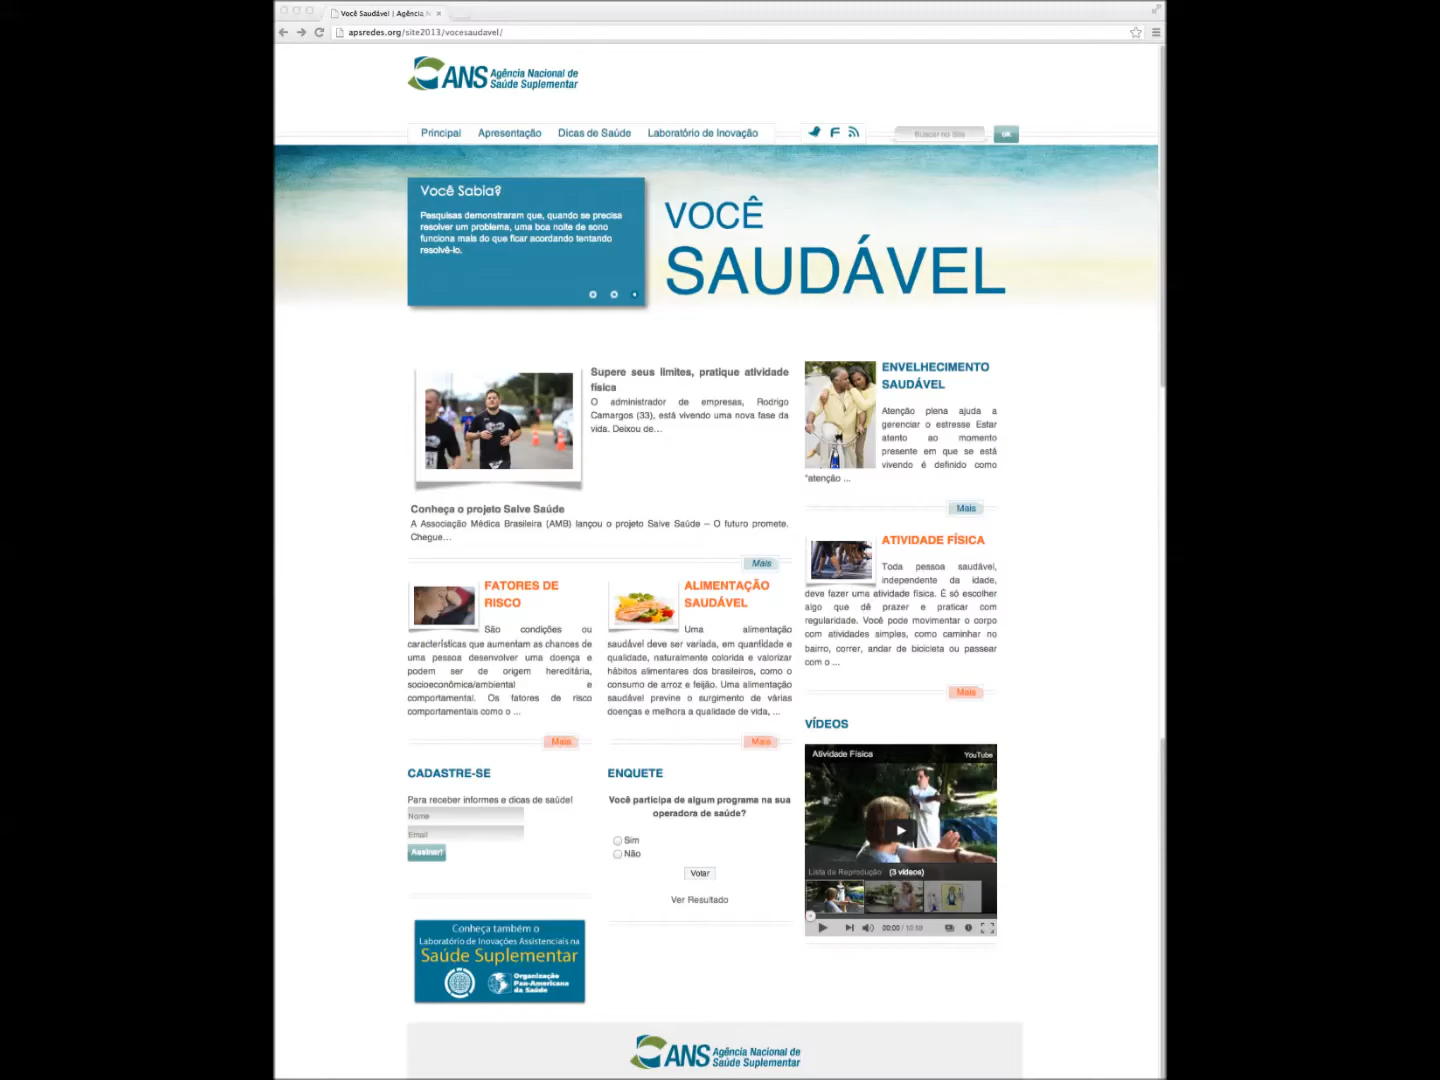 Você Saudável | Agência N
apsredes.org/site2013/vocesaudavel/
ANS Agência Nacional de
Saúde Suplementar
Principal Apresentação Dicas de Saúde Laboratório de Inovação
Buscar no Site
OK
Você Sabia?
Pesquisas demonstraram que, quando se precisa
resolver um problema, uma boa noite de sono
funciona mais do que ficar acordando tentando
resolvê-lo.
VOCÊ
SAUDÁVEL
Supere seus limites, pratique atividade
física
O administrador de empresas, Rodrigo
Camargos (33), está vivendo uma nova fase da
vida. Deixou de...
Conheça o projeto Salve Saúde
A Associação Médica Brasileira (AMB) lançou o projeto Salve Saúde – O futuro promete.
Chegue...
Mais
ENVELHECIMENTO
SAUDÁVEL
Atenção plena ajuda a
gerenciar o estresse Estar
atento ao momento
presente em que se está
vivendo é definido como
"atenção ...
Mais
ATIVIDADE FÍSICA
Toda pessoa saudável,
independente da idade,
deve fazer uma atividade física. É só escolher
algo que dê prazer e praticar com
regularidade. Você pode movimentar o corpo
com atividades simples, como caminhar no
bairro, correr, andar de bicicleta ou passear
com o ...
Mais
FATORES DE
RISCO
São condições ou
características que aumentam as chances de
uma pessoa desenvolver uma doença e
podem ser de origem hereditária,
socioeconômica/ambiental e
comportamental. Os fatores de risco
comportamentais como o ...
Mais
ALIMENTAÇÃO
SAUDÁVEL
Uma alimentação
saudável deve ser variada, em quantidade e
qualidade, naturalmente colorida e valorizar
hábitos alimentares dos brasileiros, como o
consumo de arroz e feijão. Uma alimentação
saudável previne o surgimento de várias
doenças e melhora a qualidade de vida, ...
Mais
VÍDEOS
Atividade Física YouTube
Lista de Reprodução (3 vídeos)
00:00 / 10:59
CADASTRE-SE
Para receber informes e dicas de saúde!
Nome
Email
Assinar!
ENQUETE
Você participa de algum programa na sua
operadora de saúde?
Sim
Não
Votar
Ver Resultado
Conheça também o
Laboratório de Inovações Assistenciais na
Saúde Suplementar
Organização
Pan-Americana
da Saúde
ANS Agência Nacional de
Saúde Suplementar